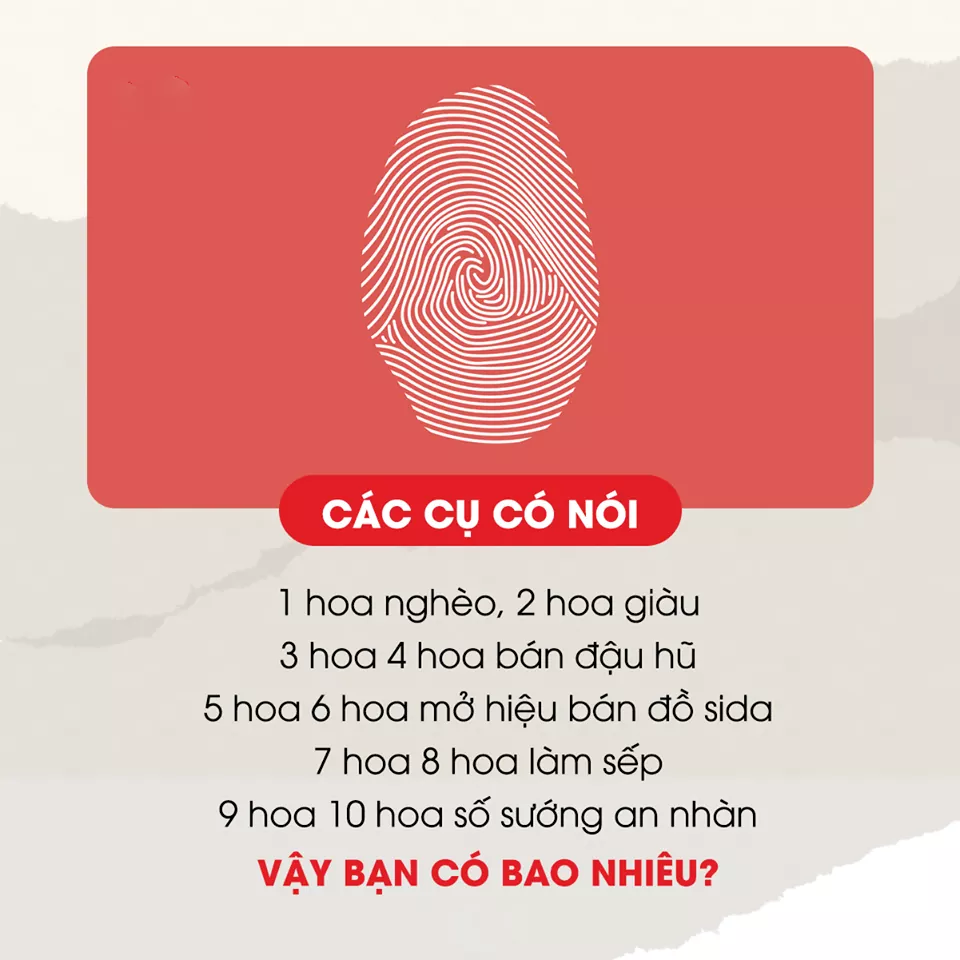 CÁC CỤ CÓ NÓI
1 hoa nghèo, 2 hoa giàu
3 hoa 4 hoa bán đậu hũ
5 hoa 6 hoa mở hiệu bán đồ sida
7 hoa 8 hoa làm sếp
9 hoa 10 hoa số sướng an nhàn
VẬY BẠN CÓ BAO NHIÊU?